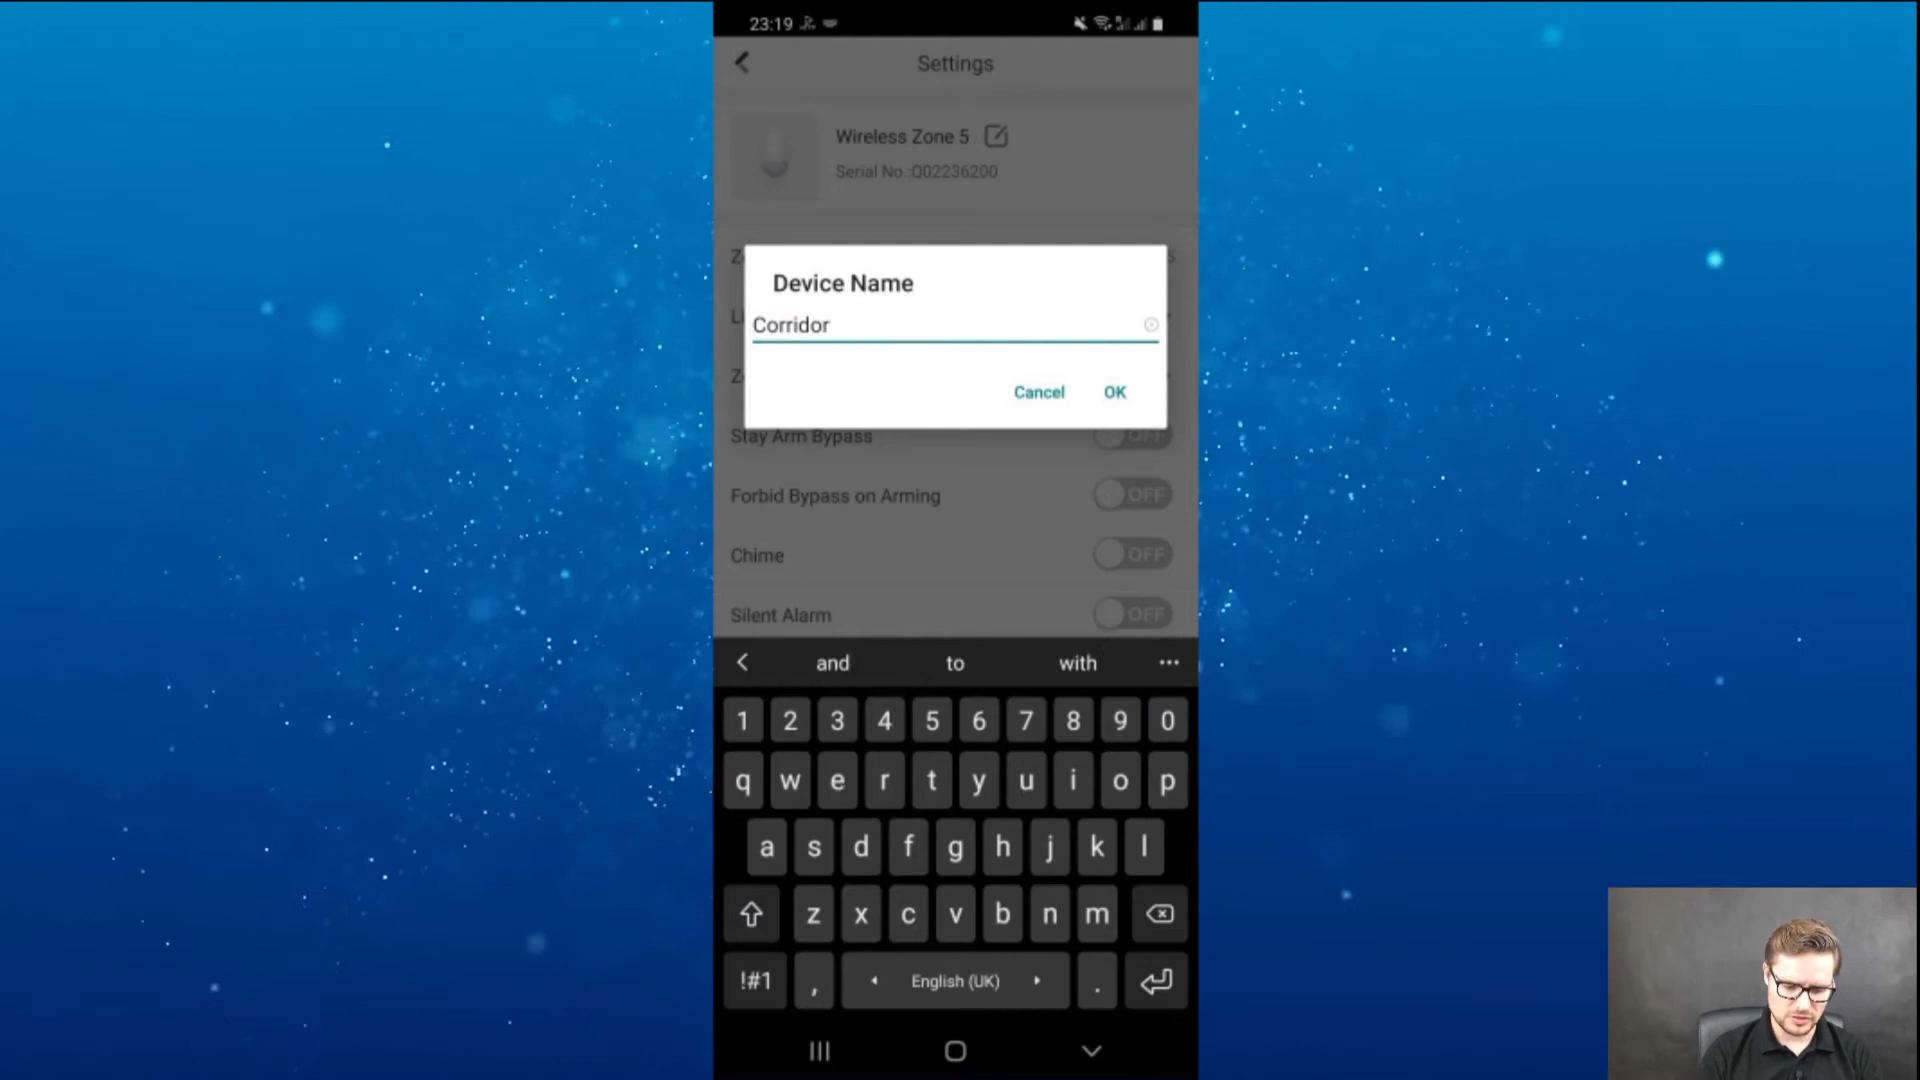 23:19
Settings
Wireless Zone 5
Serial No.:Q02236200
Z
Device Name
Corridor
Cancel
OK
Stay Arm Bypass
OFF
Forbid Bypass on Arming
OFF
Chime
OFF
Silent Alarm
OFF
and to with
1 2 3 4 5 6 7 8 9 0
q w e r t y u i o p
a s d f g h j k l
z x c v b n m
!#1 , English (UK) .